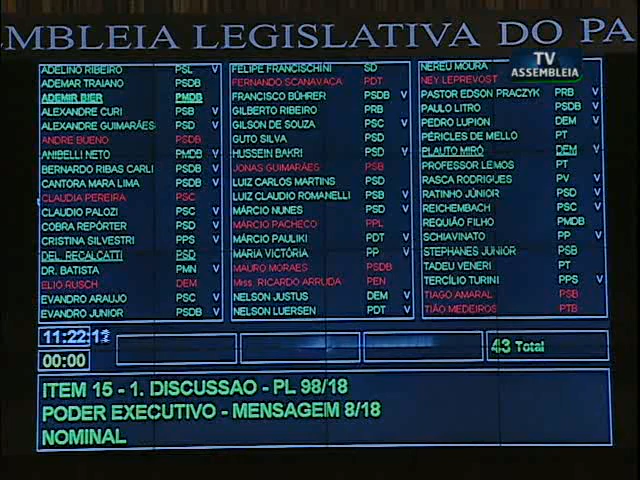 EMBLEIA LEGISLATIVA DO PA
TV
ASSEMBLEIA
ADELINO RIBEIRO PSL V
ADEMAR TRAIANO PSDB
ADEMIR BIER PMDB
ALEXANDRE CURI PSB V
ALEXANDRE GUIMARÃES PSD V
ANDRE BUENO PSDB
ANIBELLI NETO PMDB V
BERNARDO RIBAS CARLI PSDB V
CANTORA MARA LIMA PSDB V
CLAUDIA PEREIRA PSC
CLAUDIO PALOZI PSC V
COBRA REPÓRTER PSD V
CRISTINA SILVESTRI PPS V
DEL. RECALCATTI PSD
DR. BATISTA PMN V
ELIO RUSCH DEM
EVANDRO ARAUJO PSC V
EVANDRO JUNIOR PSDB V
FELIPE FRANCISCHINI SD
FERNANDO SCANAVACA PDT
FRANCISCO BÜHRER PSDB V
GILBERTO RIBEIRO PRB
GILSON DE SOUZA PSC V
GUTO SILVA PSD
HUSSEIN BAKRI PSD V
JONAS GUIMARÃES PSB
LUIZ CARLOS MARTINS PSD
LUIZ CLAUDIO ROMANELLI PSB V
MÁRCIO NUNES PSD V
MÁRCIO PACHECO PPL
MÁRCIO PAULIKI PDT V
MARIA VICTÓRIA PP V
MAURO MORAES PSDB
Miss. RICARDO ARRUDA PEN
NELSON JUSTUS DEM V
NELSON LUERSEN PDT V
NEREU MOURA
NEY LEPREVOST
PASTOR EDSON PRACZYK PRB V
PAULO LITRO PSDB V
PEDRO LUPION DEM V
PÉRICLES DE MELLO PT
PLAUTO MIRÓ DEM V
PROFESSOR LEMOS PT
RASCA RODRIGUES PV V
RATINHO JÚNIOR PSD V
REICHEMBACH PSC V
REQUIÃO FILHO PMDB
SCHIAVINATO PP V
STEPHANES JÚNIOR PSB
TADEU VENERI PT
TERCÍLIO TURINI PPS V
TIAGO AMARAL PSB
TIÃO MEDEIROS PTB
00:00
43 Total
ITEM 15 - 1. DISCUSSAO - PL 98/18
PODER EXECUTIVO - MENSAGEM 8/18
NOMINAL